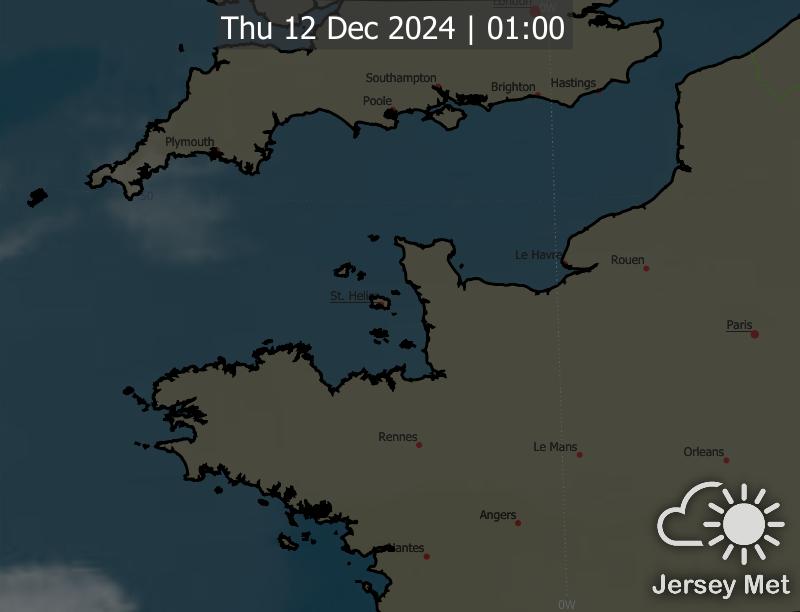 London
0W
Thu 12 Dec 2024 | 01:00
Southampton
Brighton
Hastings
Poole
Plymouth
50
Le Havre
Rouen
St. Helier
Paris
Rennes
Le Mans
Orleans
Angers
Nantes
Jersey Met
0W